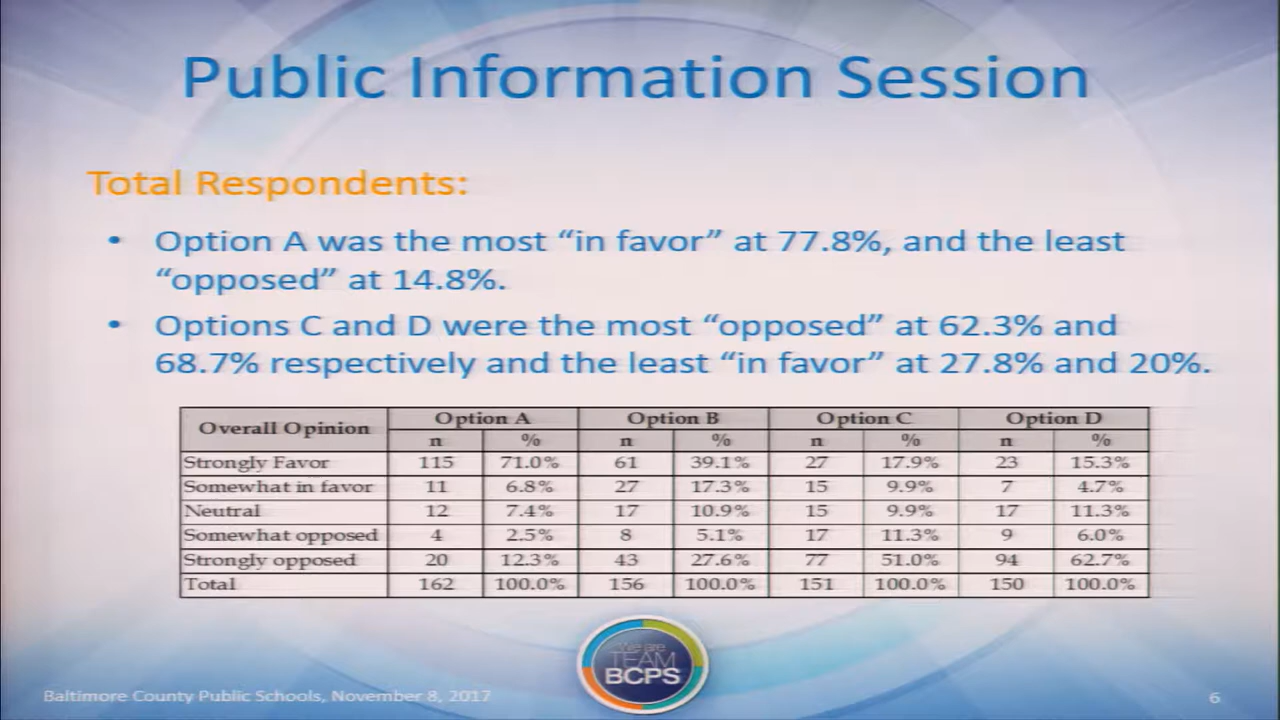 Public Information Session
Total Respondents:
• Option A was the most “in favor” at 77.8%, and the least
“opposed” at 14.8%.
• Options C and D were the most “opposed” at 62.3% and
68.7% respectively and the least “in favor” at 27.8% and 20%.
Overall Opinion Option A Option B Option C Option D
n % n % n % n %
Strongly Favor 115 71.0% 61 39.1% 27 17.9% 23 15.3%
Somewhat in favor 11 6.8% 27 17.3% 15 9.9% 7 4.7%
Neutral 12 7.4% 17 10.9% 15 9.9% 17 11.3%
Somewhat opposed 4 2.5% 8 5.1% 17 11.3% 9 6.0%
Strongly opposed 20 12.3% 43 27.6% 77 51.0% 94 62.7%
Total 162 100.0% 156 100.0% 151 100.0% 150 100.0%
We are
TEAM
BCPS
Baltimore County Public Schools, November 8, 2017
6